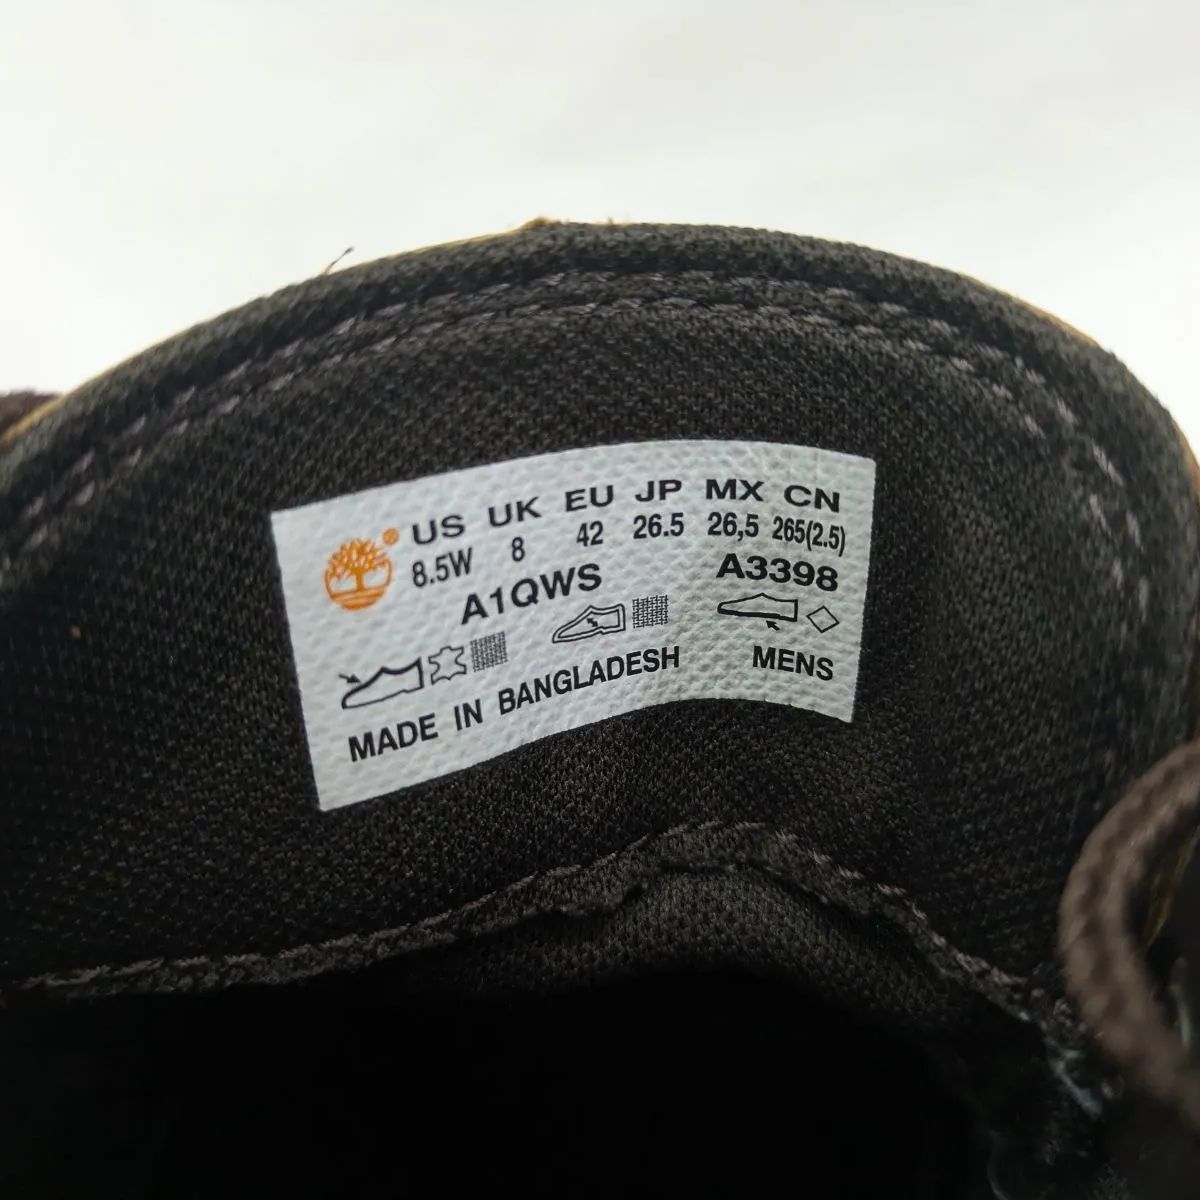 ® US UK EU JP MX CN
8.5W 8 42 26.5 26,5 265(2.5)
A1QWS A3398
MADE IN BANGLADESH MENS